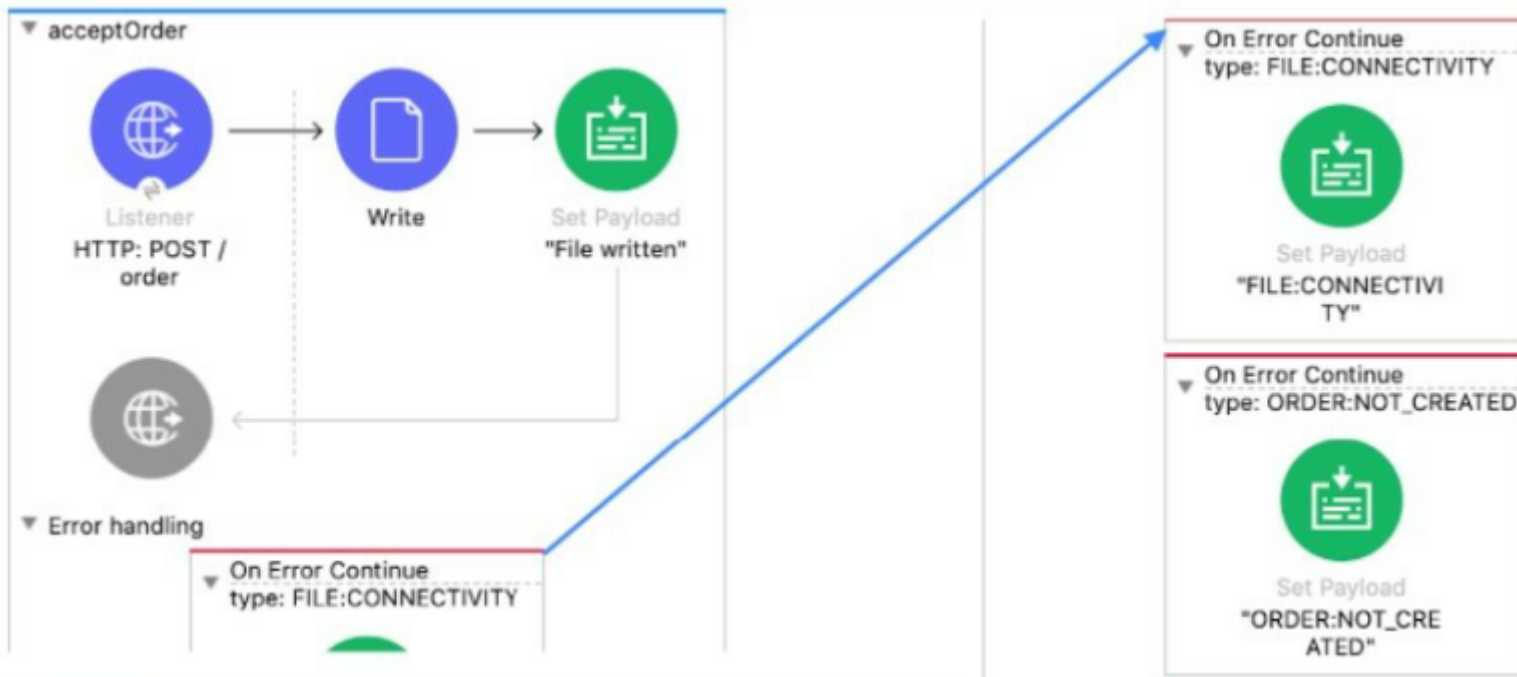 acceptOrder
Listener
HTTP: POST /
order
Write
Set Payload
"File written"
Error handling
On Error Continue
type: FILE:CONNECTIVITY
On Error Continue
type: FILE:CONNECTIVITY
Set Payload
"FILE:CONNECTIVI
TY"
On Error Continue
type: ORDER:NOT_CREATED
Set Payload
"ORDER:NOT_CRE
ATED"